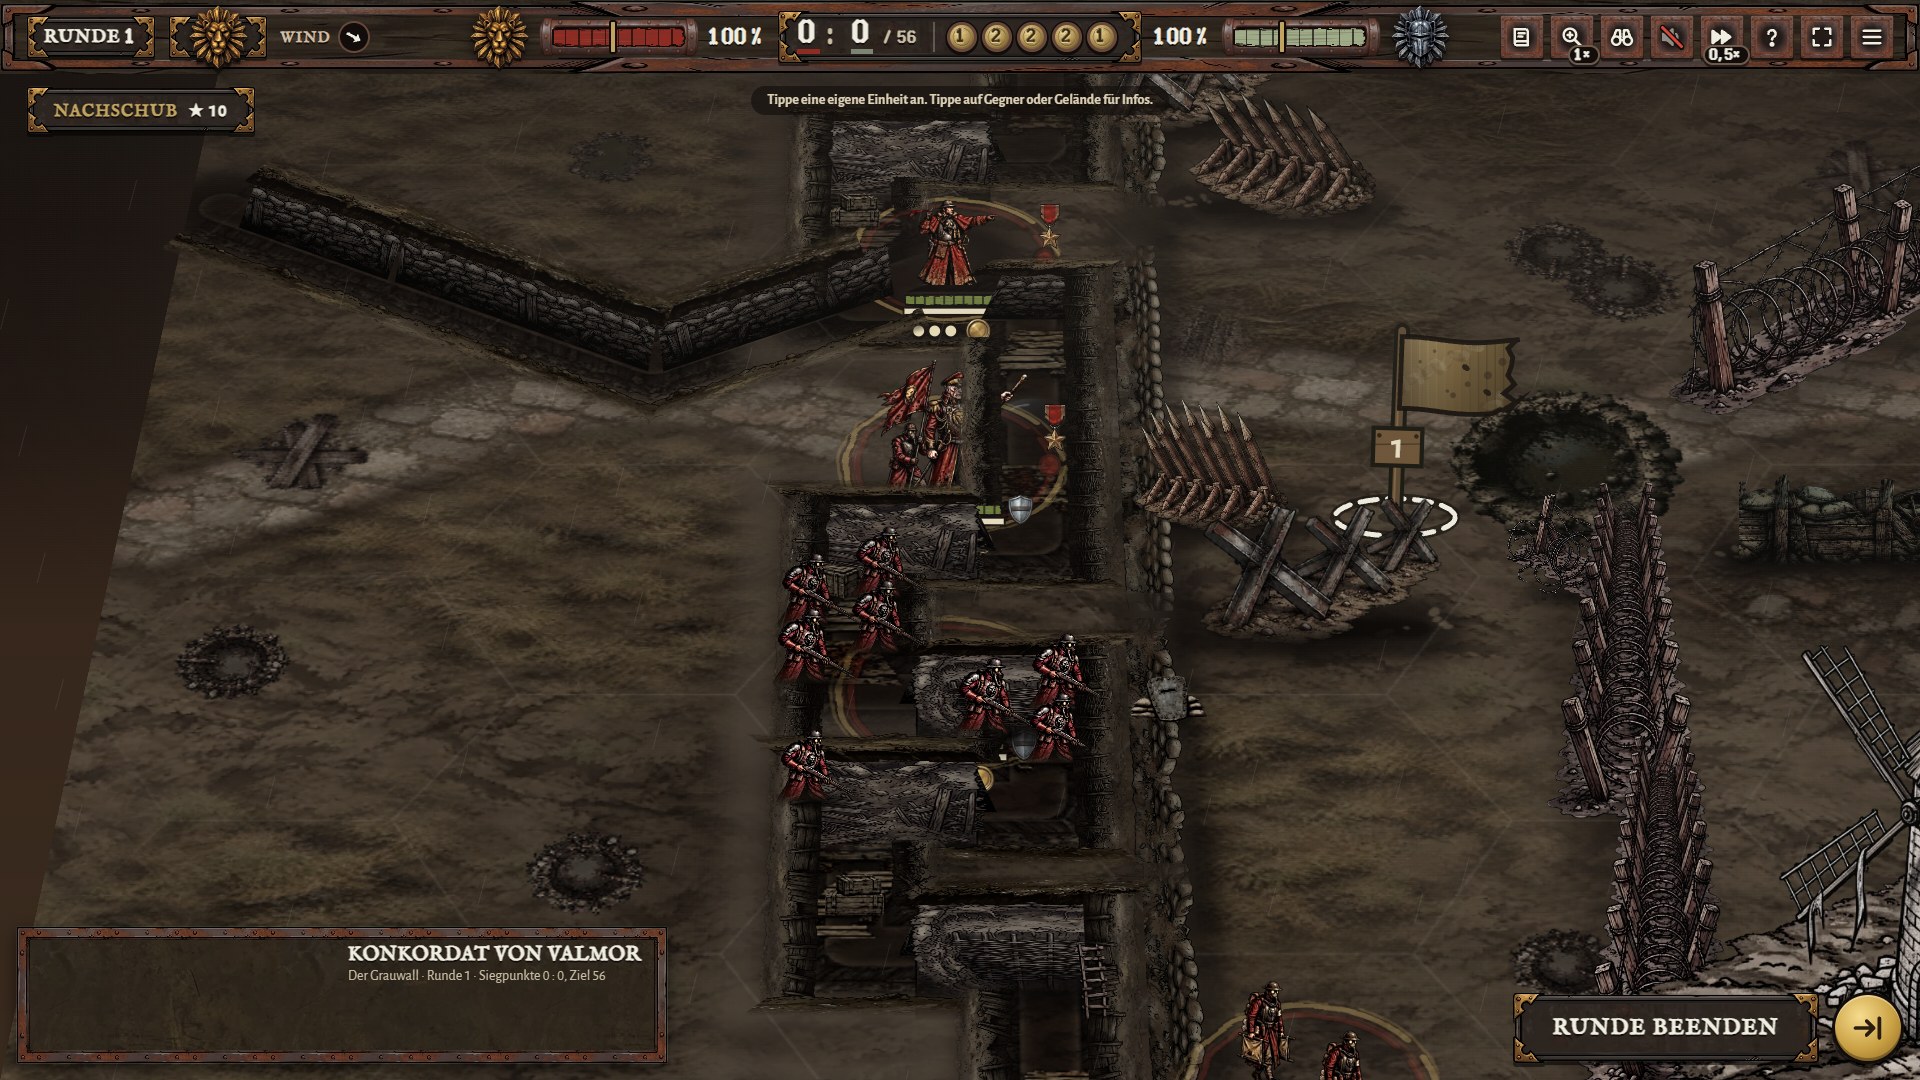 RUNDE 1
WIND
100%
0 : 0 / 56
1 2 2 2 1
100%
1×
0,5×
?
NACHSCHUB ★ 10
Tippe eine eigene Einheit an. Tippe auf Gegner oder Gelände für Infos.
1
KONKORDAT VON VALMOR
Der Grauwall · Runde 1 · Siegpunkte 0 : 0, Ziel 56
RUNDE BEENDEN